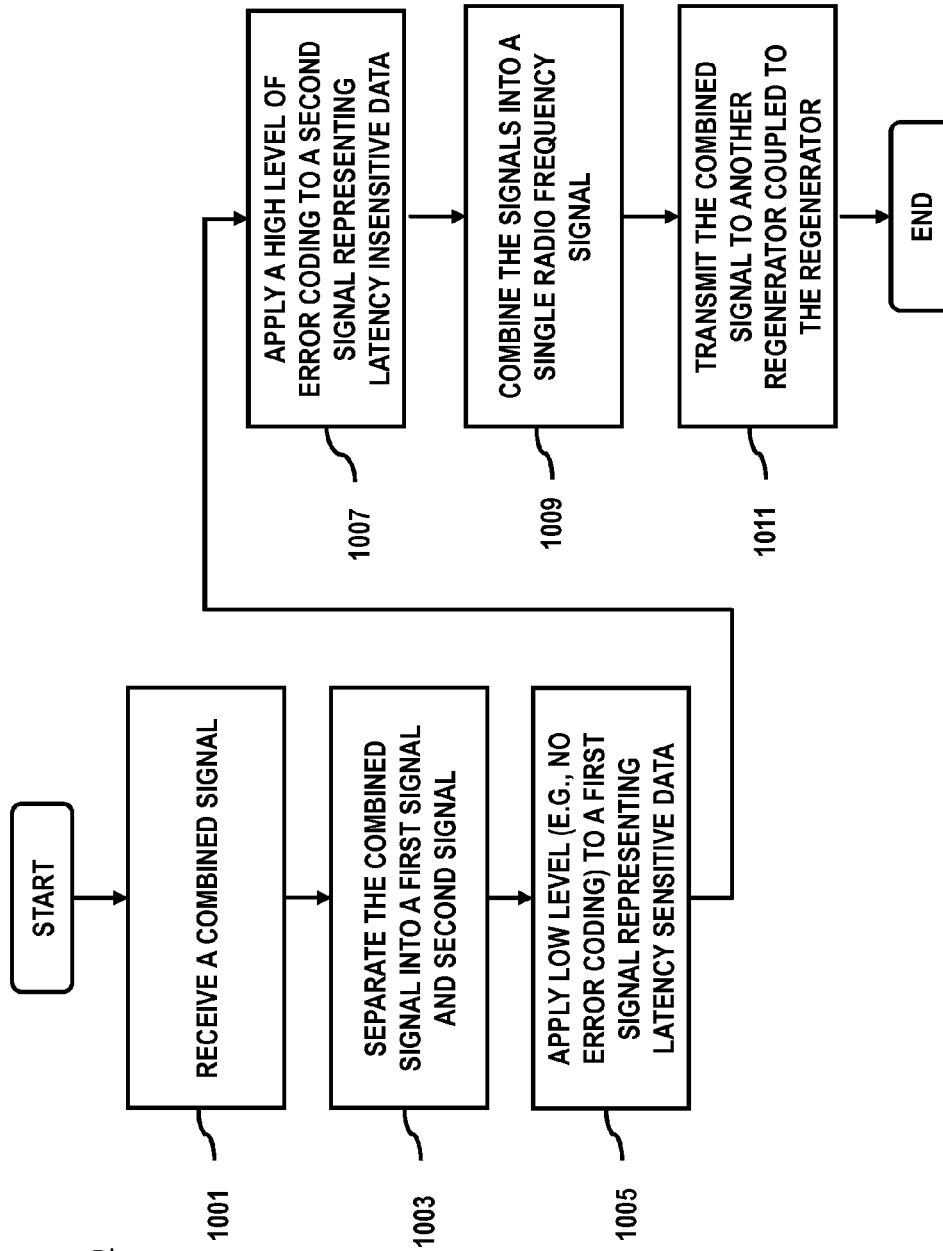 START
RECEIVE A COMBINED SIGNAL
1001
SEPARATE THE COMBINED
SIGNAL INTO A FIRST SIGNAL
AND SECOND SIGNAL
1003
APPLY LOW LEVEL (E.G., NO
ERROR CODING) TO A FIRST
SIGNAL REPRESENTING
LATENCY SENSITIVE DATA
1005
APPLY A HIGH LEVEL OF
ERROR CODING TO A SECOND
SIGNAL REPRESENTING
LATENCY INSENSITIVE DATA
1007
COMBINE THE SIGNALS INTO A
SINGLE RADIO FREQUENCY
SIGNAL
1009
TRANSMIT THE COMBINED
SIGNAL TO ANOTHER
REGENERATOR COUPLED TO
THE REGENERATOR
1011
END